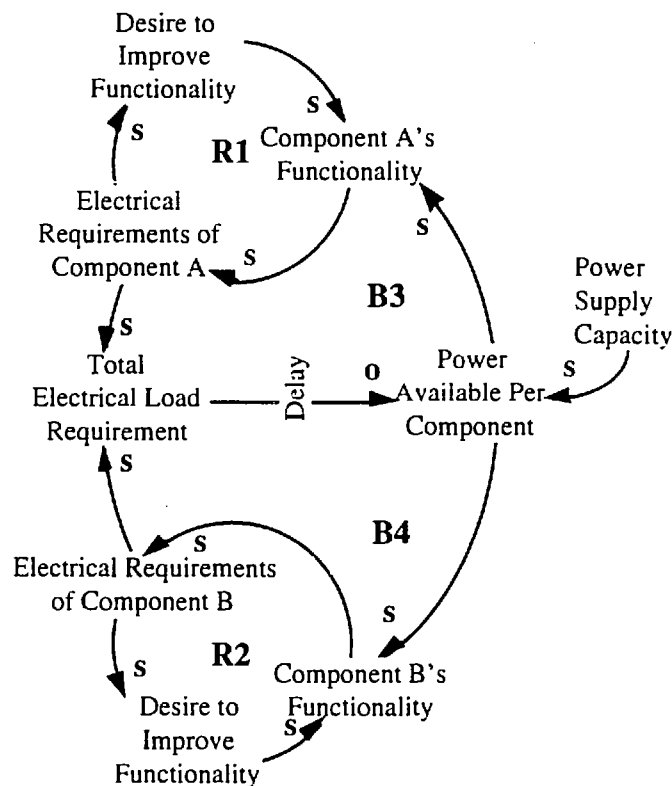 Desire to
Improve
Functionality
s
s
R1
Component A's
Functionality
Electrical
Requirements of
Component A
s
s
B3
Power
Supply
Capacity
s
s
Total
Electrical Load
Requirement
Delay
o
Power
Available Per
Component
s
s
B4
s
Electrical Requirements
of Component B
s
s
R2
Component B's
Functionality
s
Desire to
Improve
Functionality